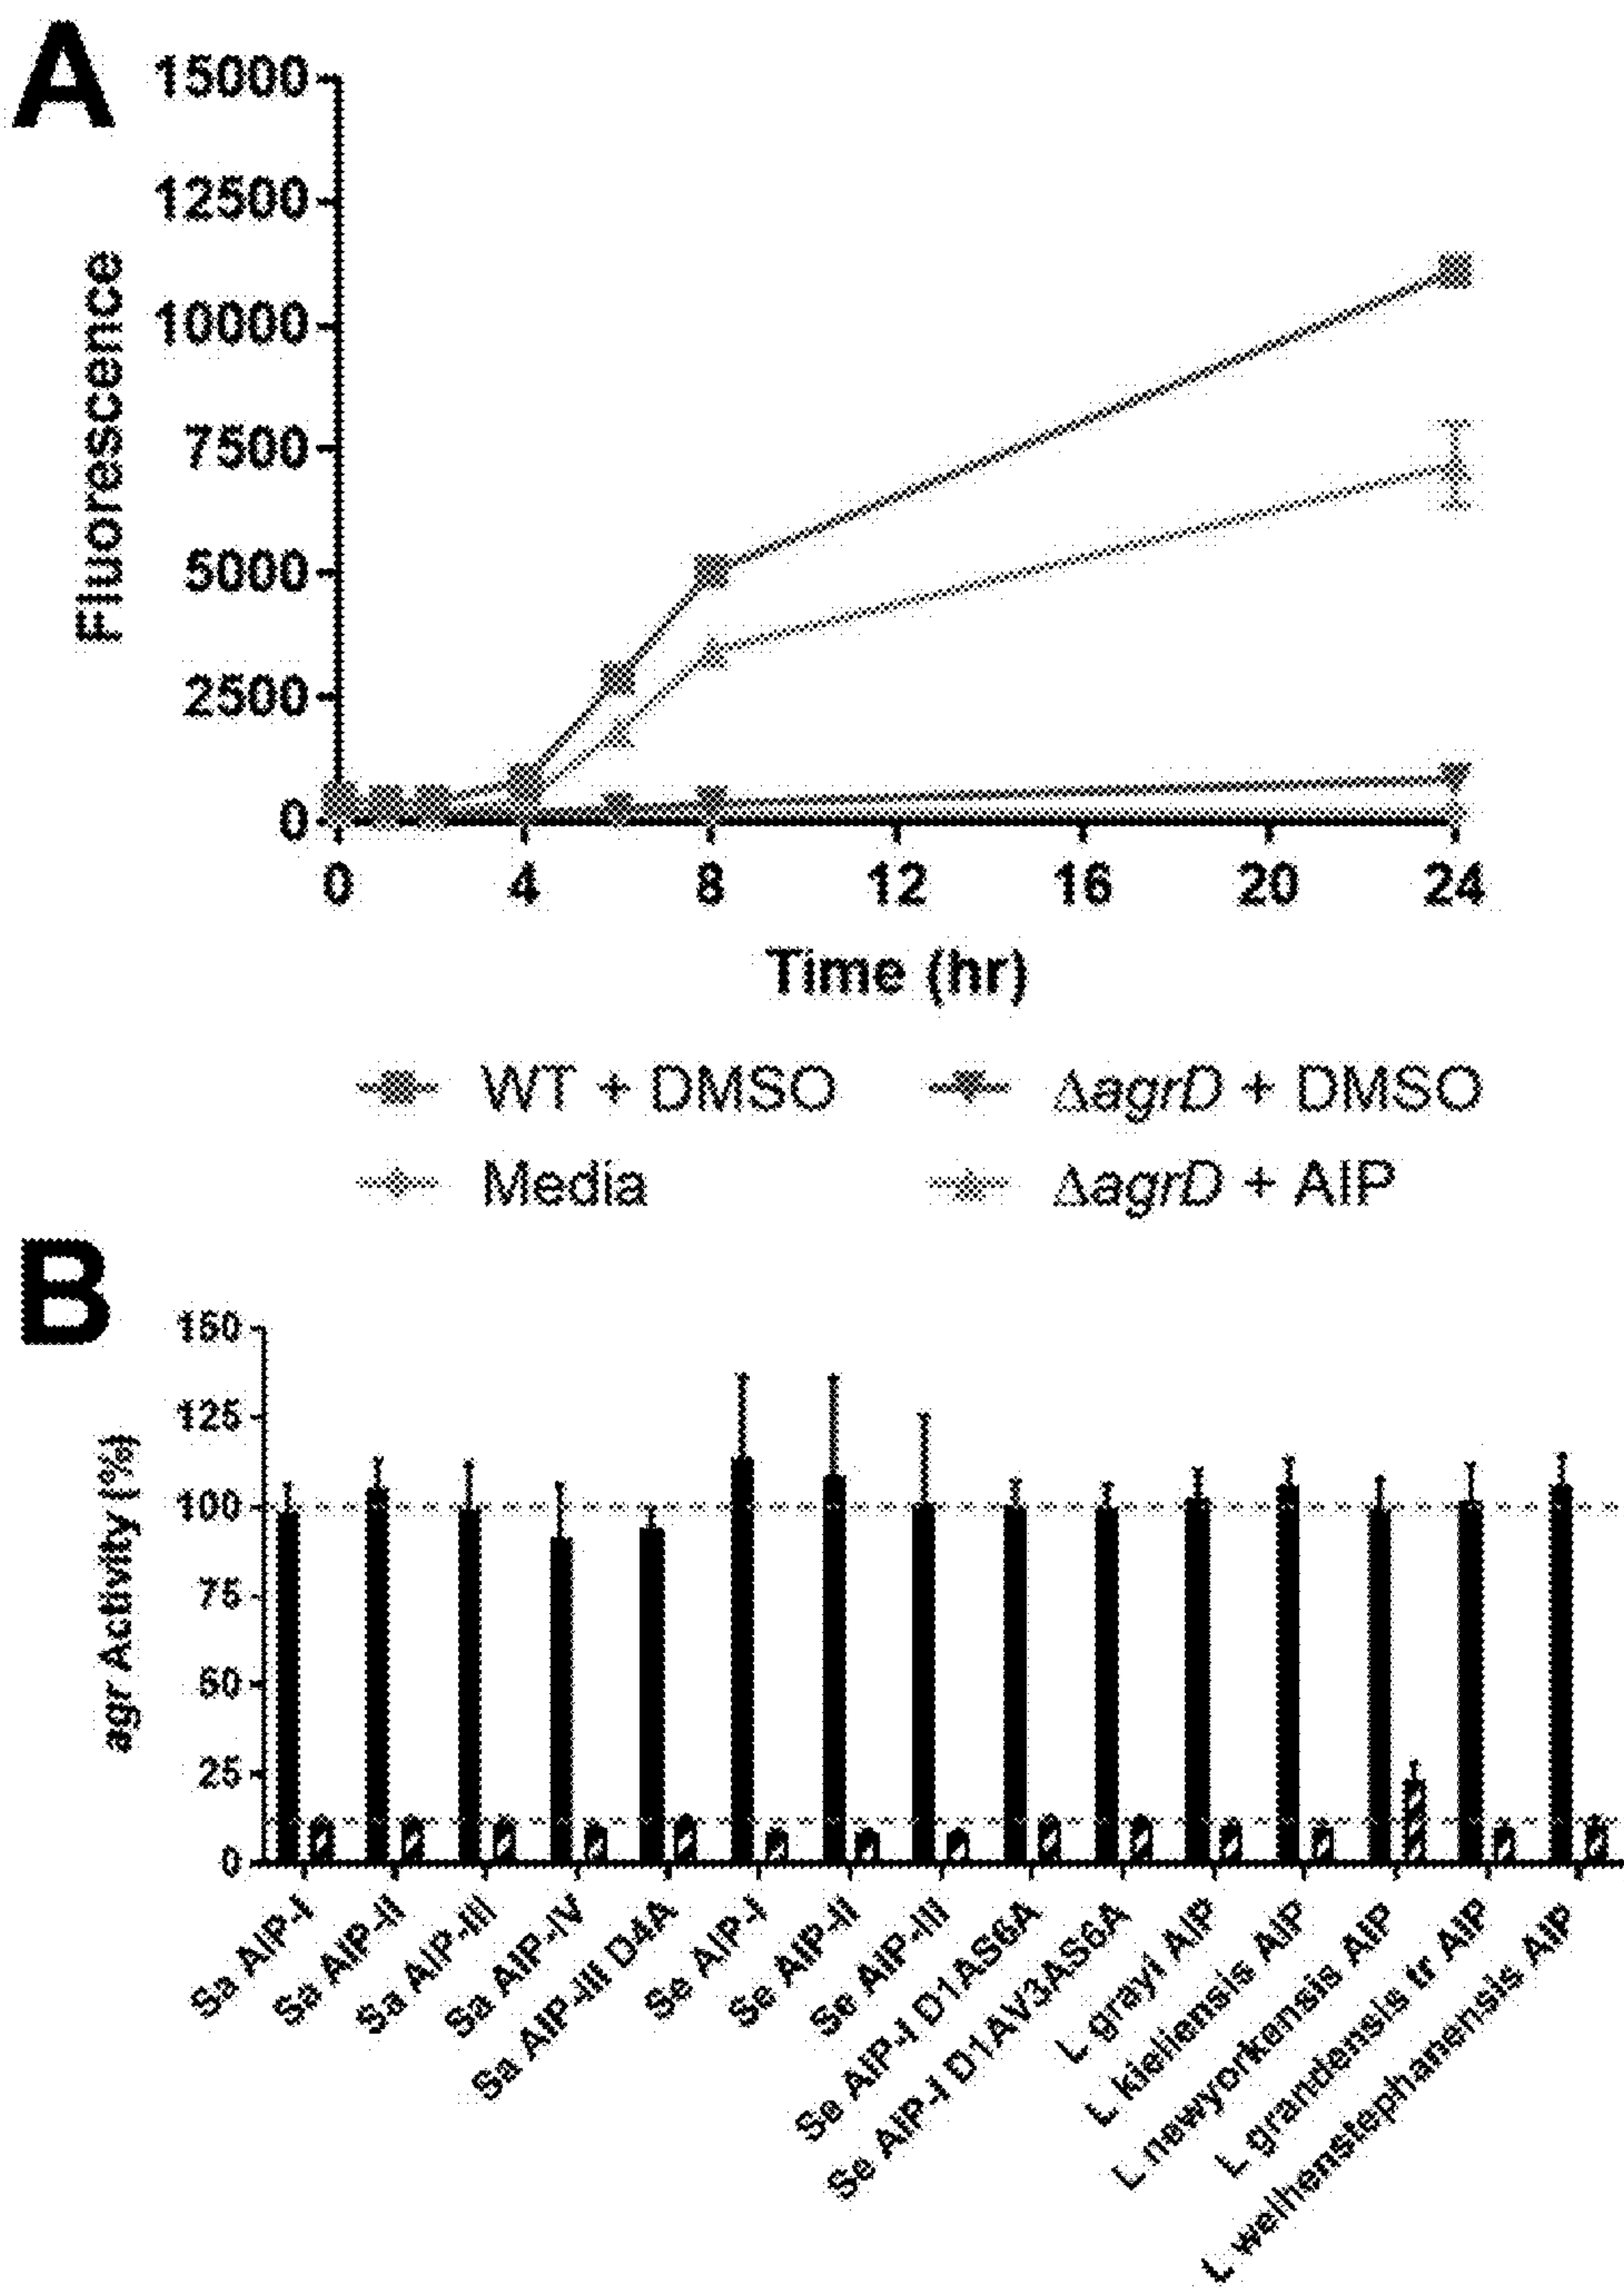 A
15000
12500
10000
7500
5000
2500
0
Fluorescence
0 4 8 12 16 20 24
Time (hr)
WT + DMSO ΔagrD + DMSO
Media ΔagrD + AIP
B
150
125
100
75
50
25
0
agr Activity (%)
Sa AIP-I
Sa AIP-II
Sa AIP-III
Sa AIP-IV
Sa AIP-III D4A
Se AIP-I
Se AIP-II
Se AIP-III
Se AIP-I D1AS6A
Se AIP-I D1AV3AS6A
L grayi AIP
L kieliensis AIP
L newyorkensis AIP
L grandensis tr AIP
L weihenstephanensis AIP